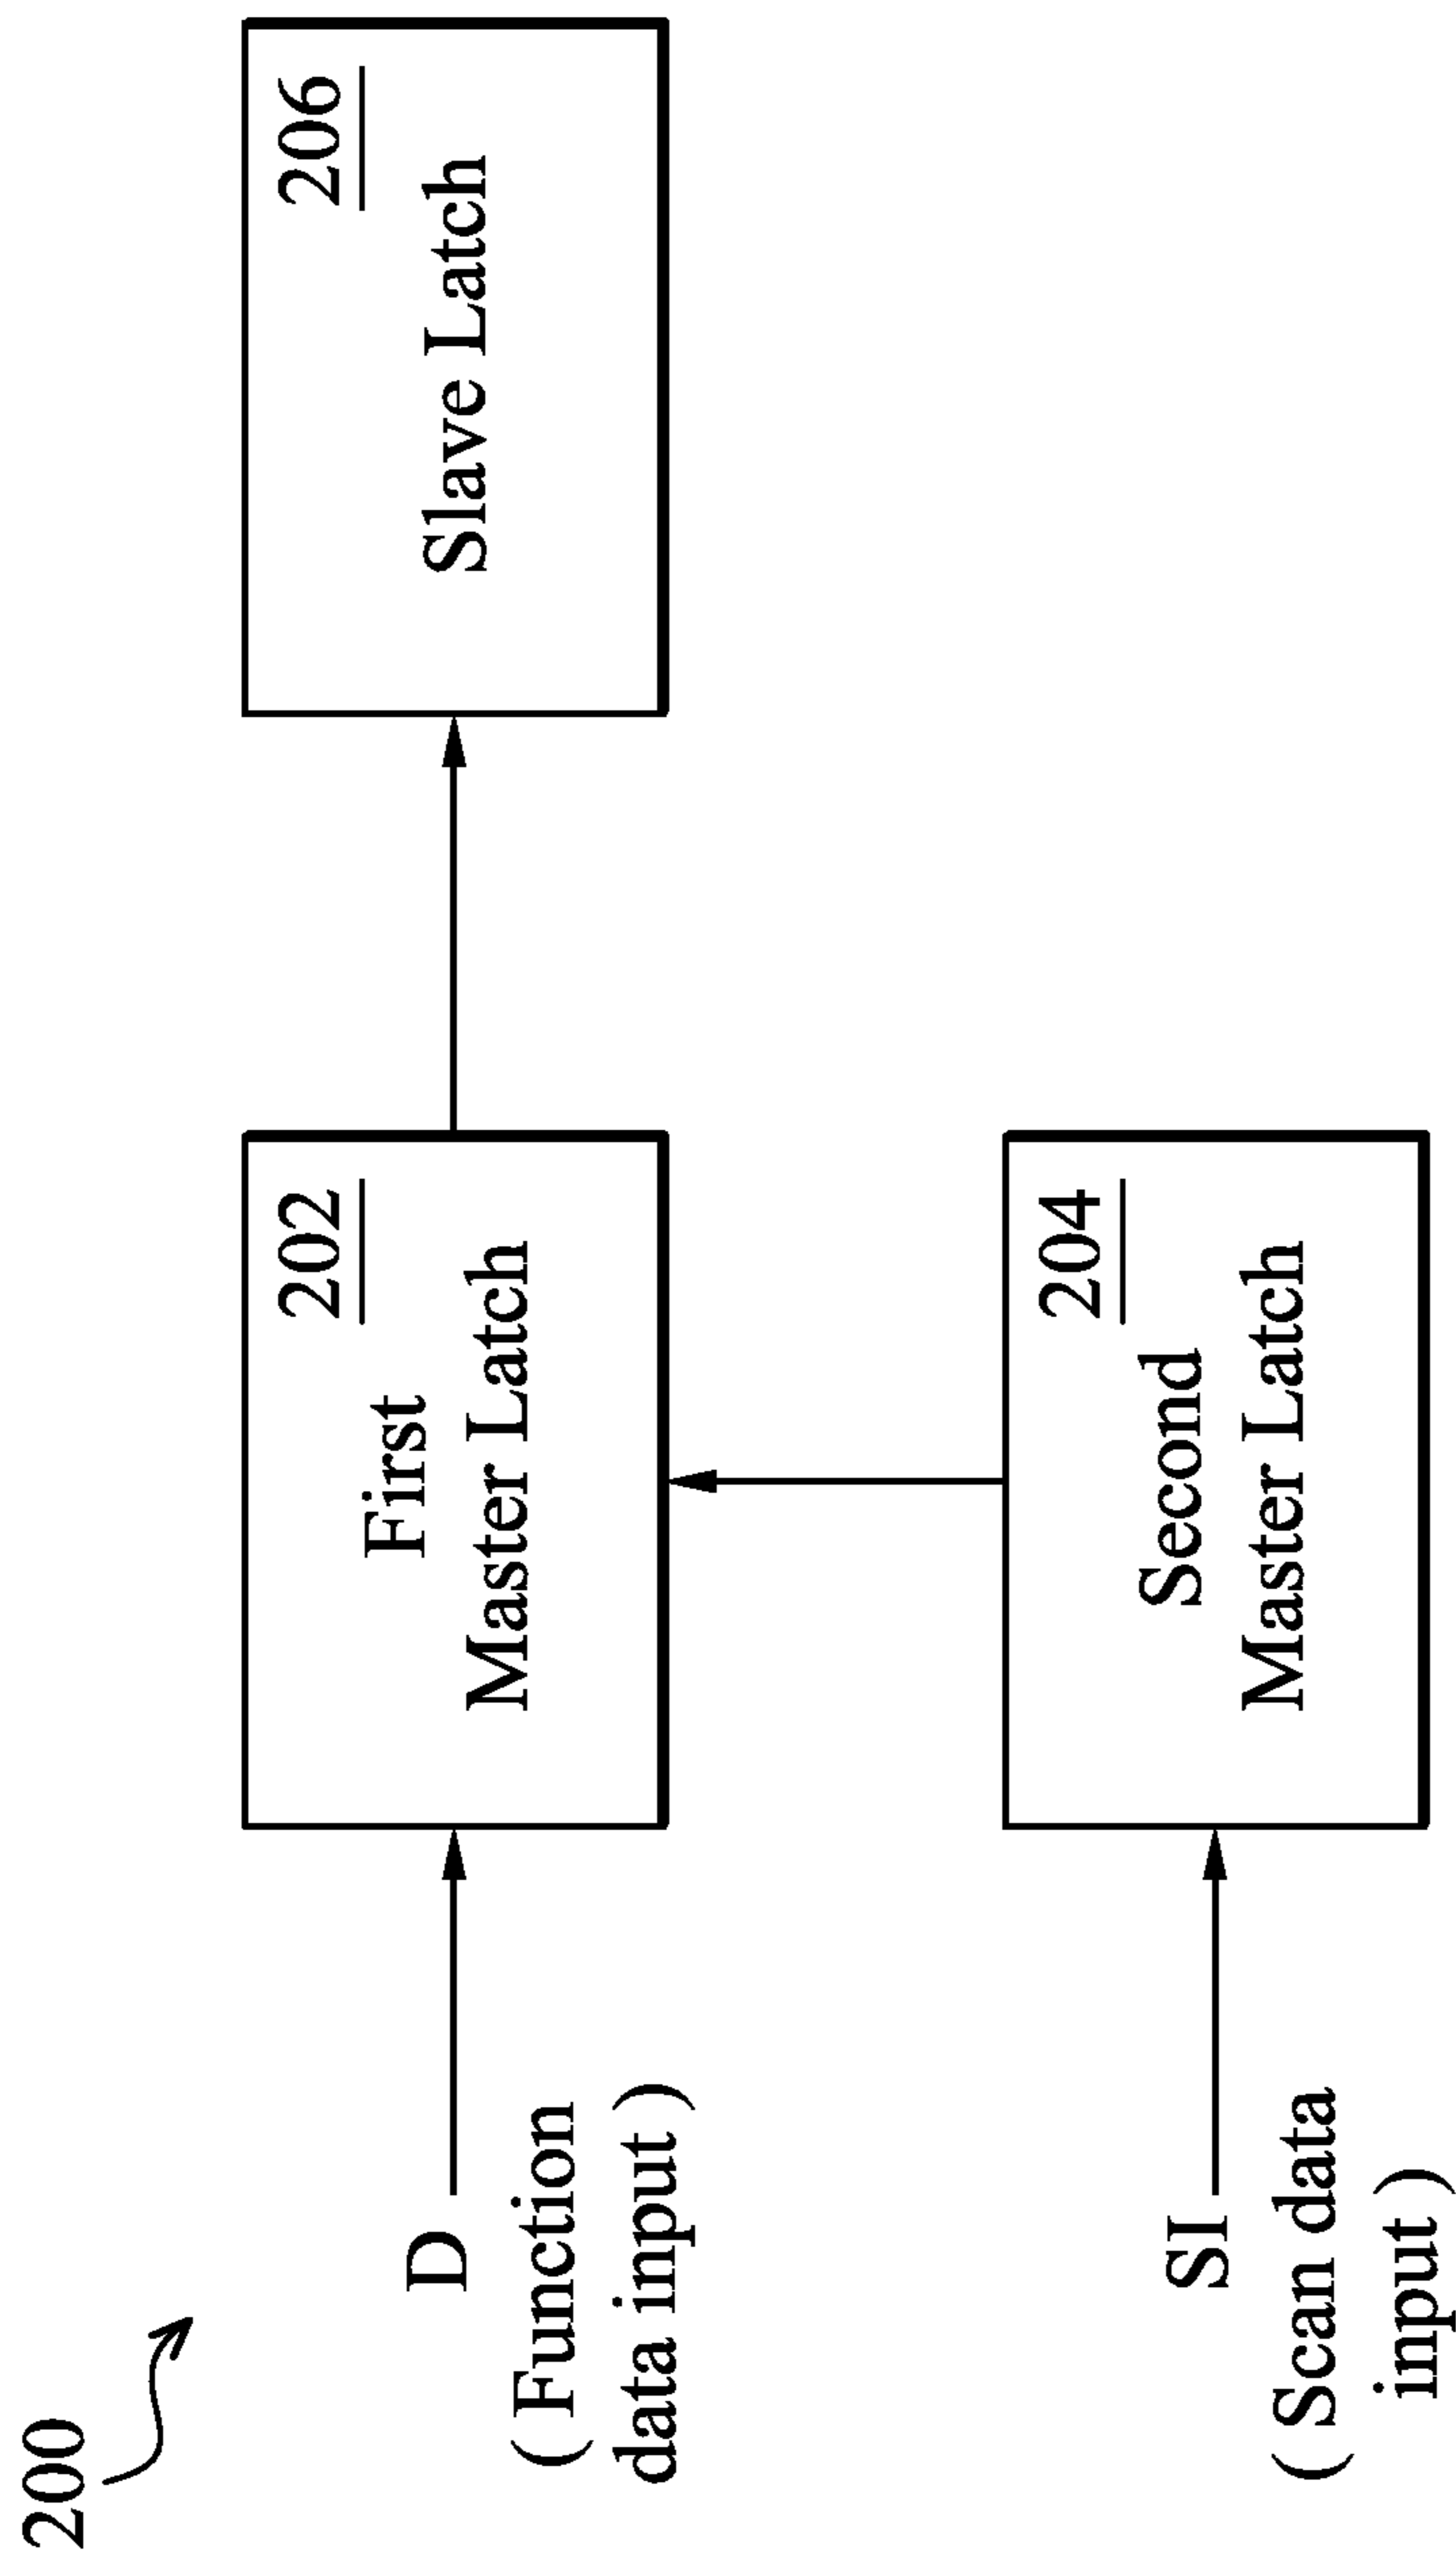 200
D
( Function
data input )
202
First
Master Latch
206
Slave Latch
SI
( Scan data
input )
204
Second
Master Latch